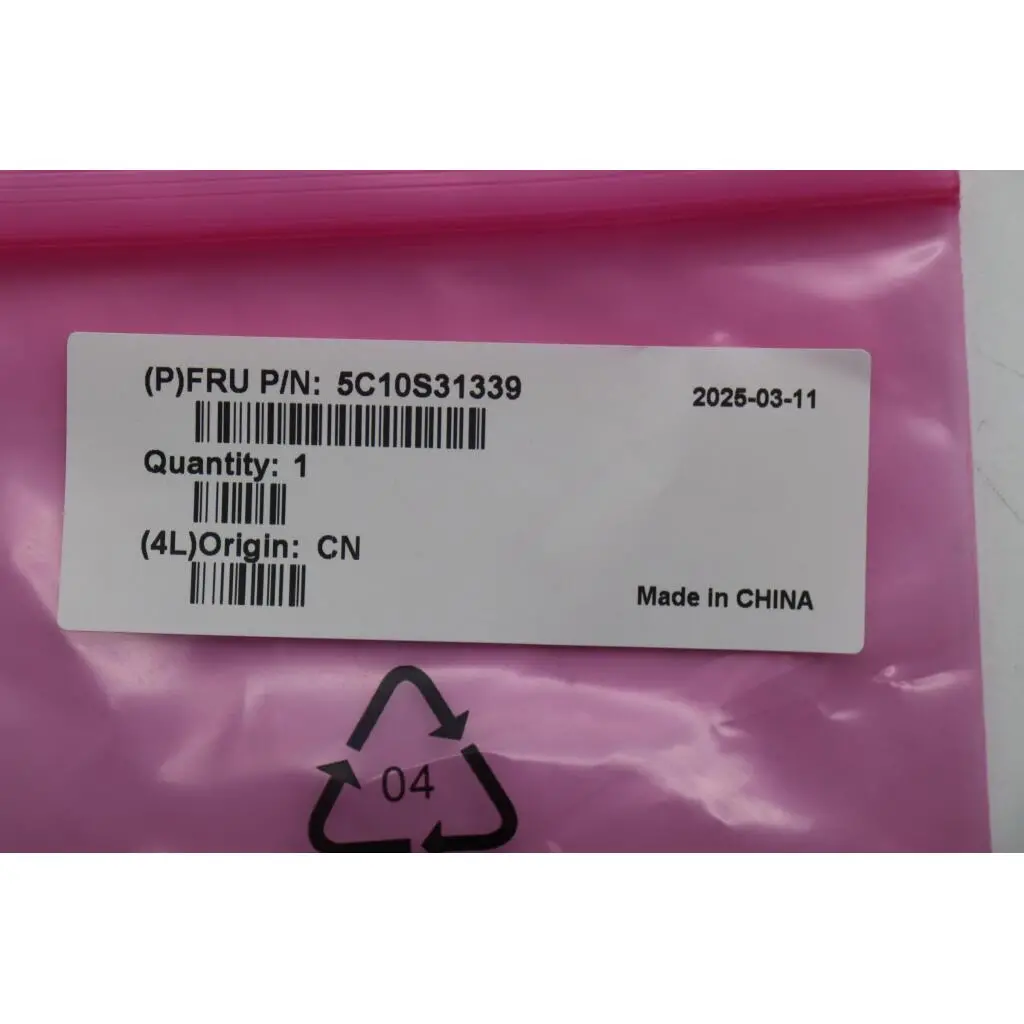 (P)FRU P/N: 5C10S31339
2025-03-11
Quantity: 1
(4L)Origin: CN
Made in CHINA
04